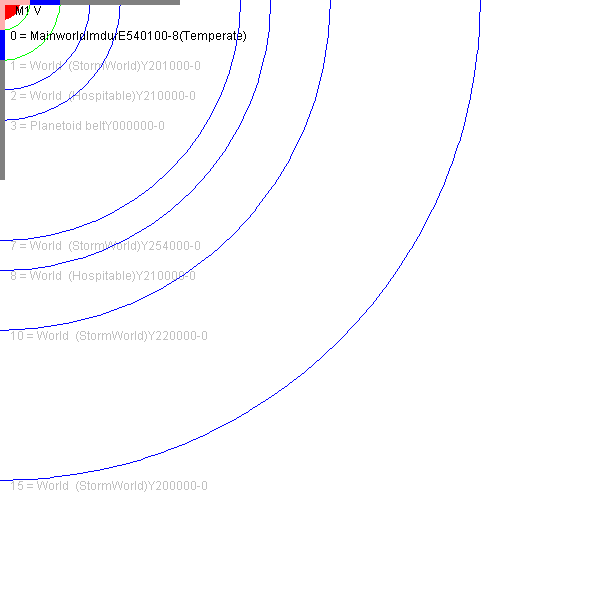 M1 V
0 = MainworldImdurE540100-8(Temperate)
1 = World (StormWorld)Y201000-0
2 = World (Hospitable)Y210000-0
3 = Planetoid beltY000000-0
7 = World (StormWorld)Y254000-0
8 = World (Hospitable)Y210000-0
10 = World (StormWorld)Y220000-0
15 = World (StormWorld)Y200000-0